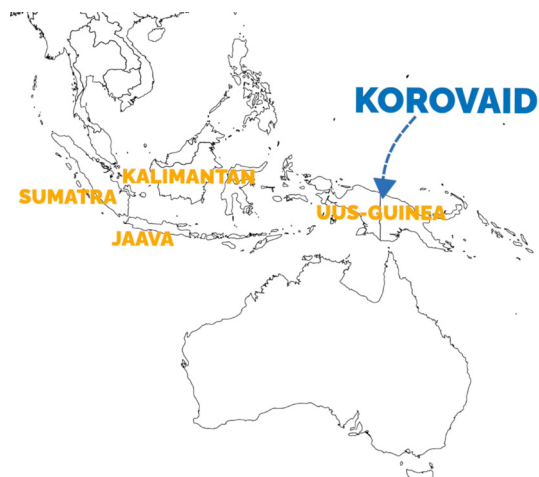 KOROVAID
KALIMANTAN
SUMATRA
UUS-GUINEA
JAAVA